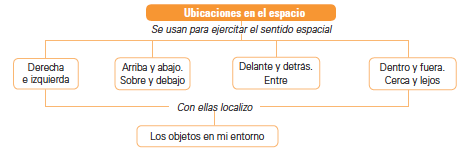 Ubicaciones en el espacio
Se usan para ejercitar el sentido espacial
Derecha
e izquierda
Arriba y abajo.
Sobre y debajo
Delante y detrás.
Entre
Dentro y fuera.
Cerca y lejos
Con ellas localizo
Los objetos en mi entorno